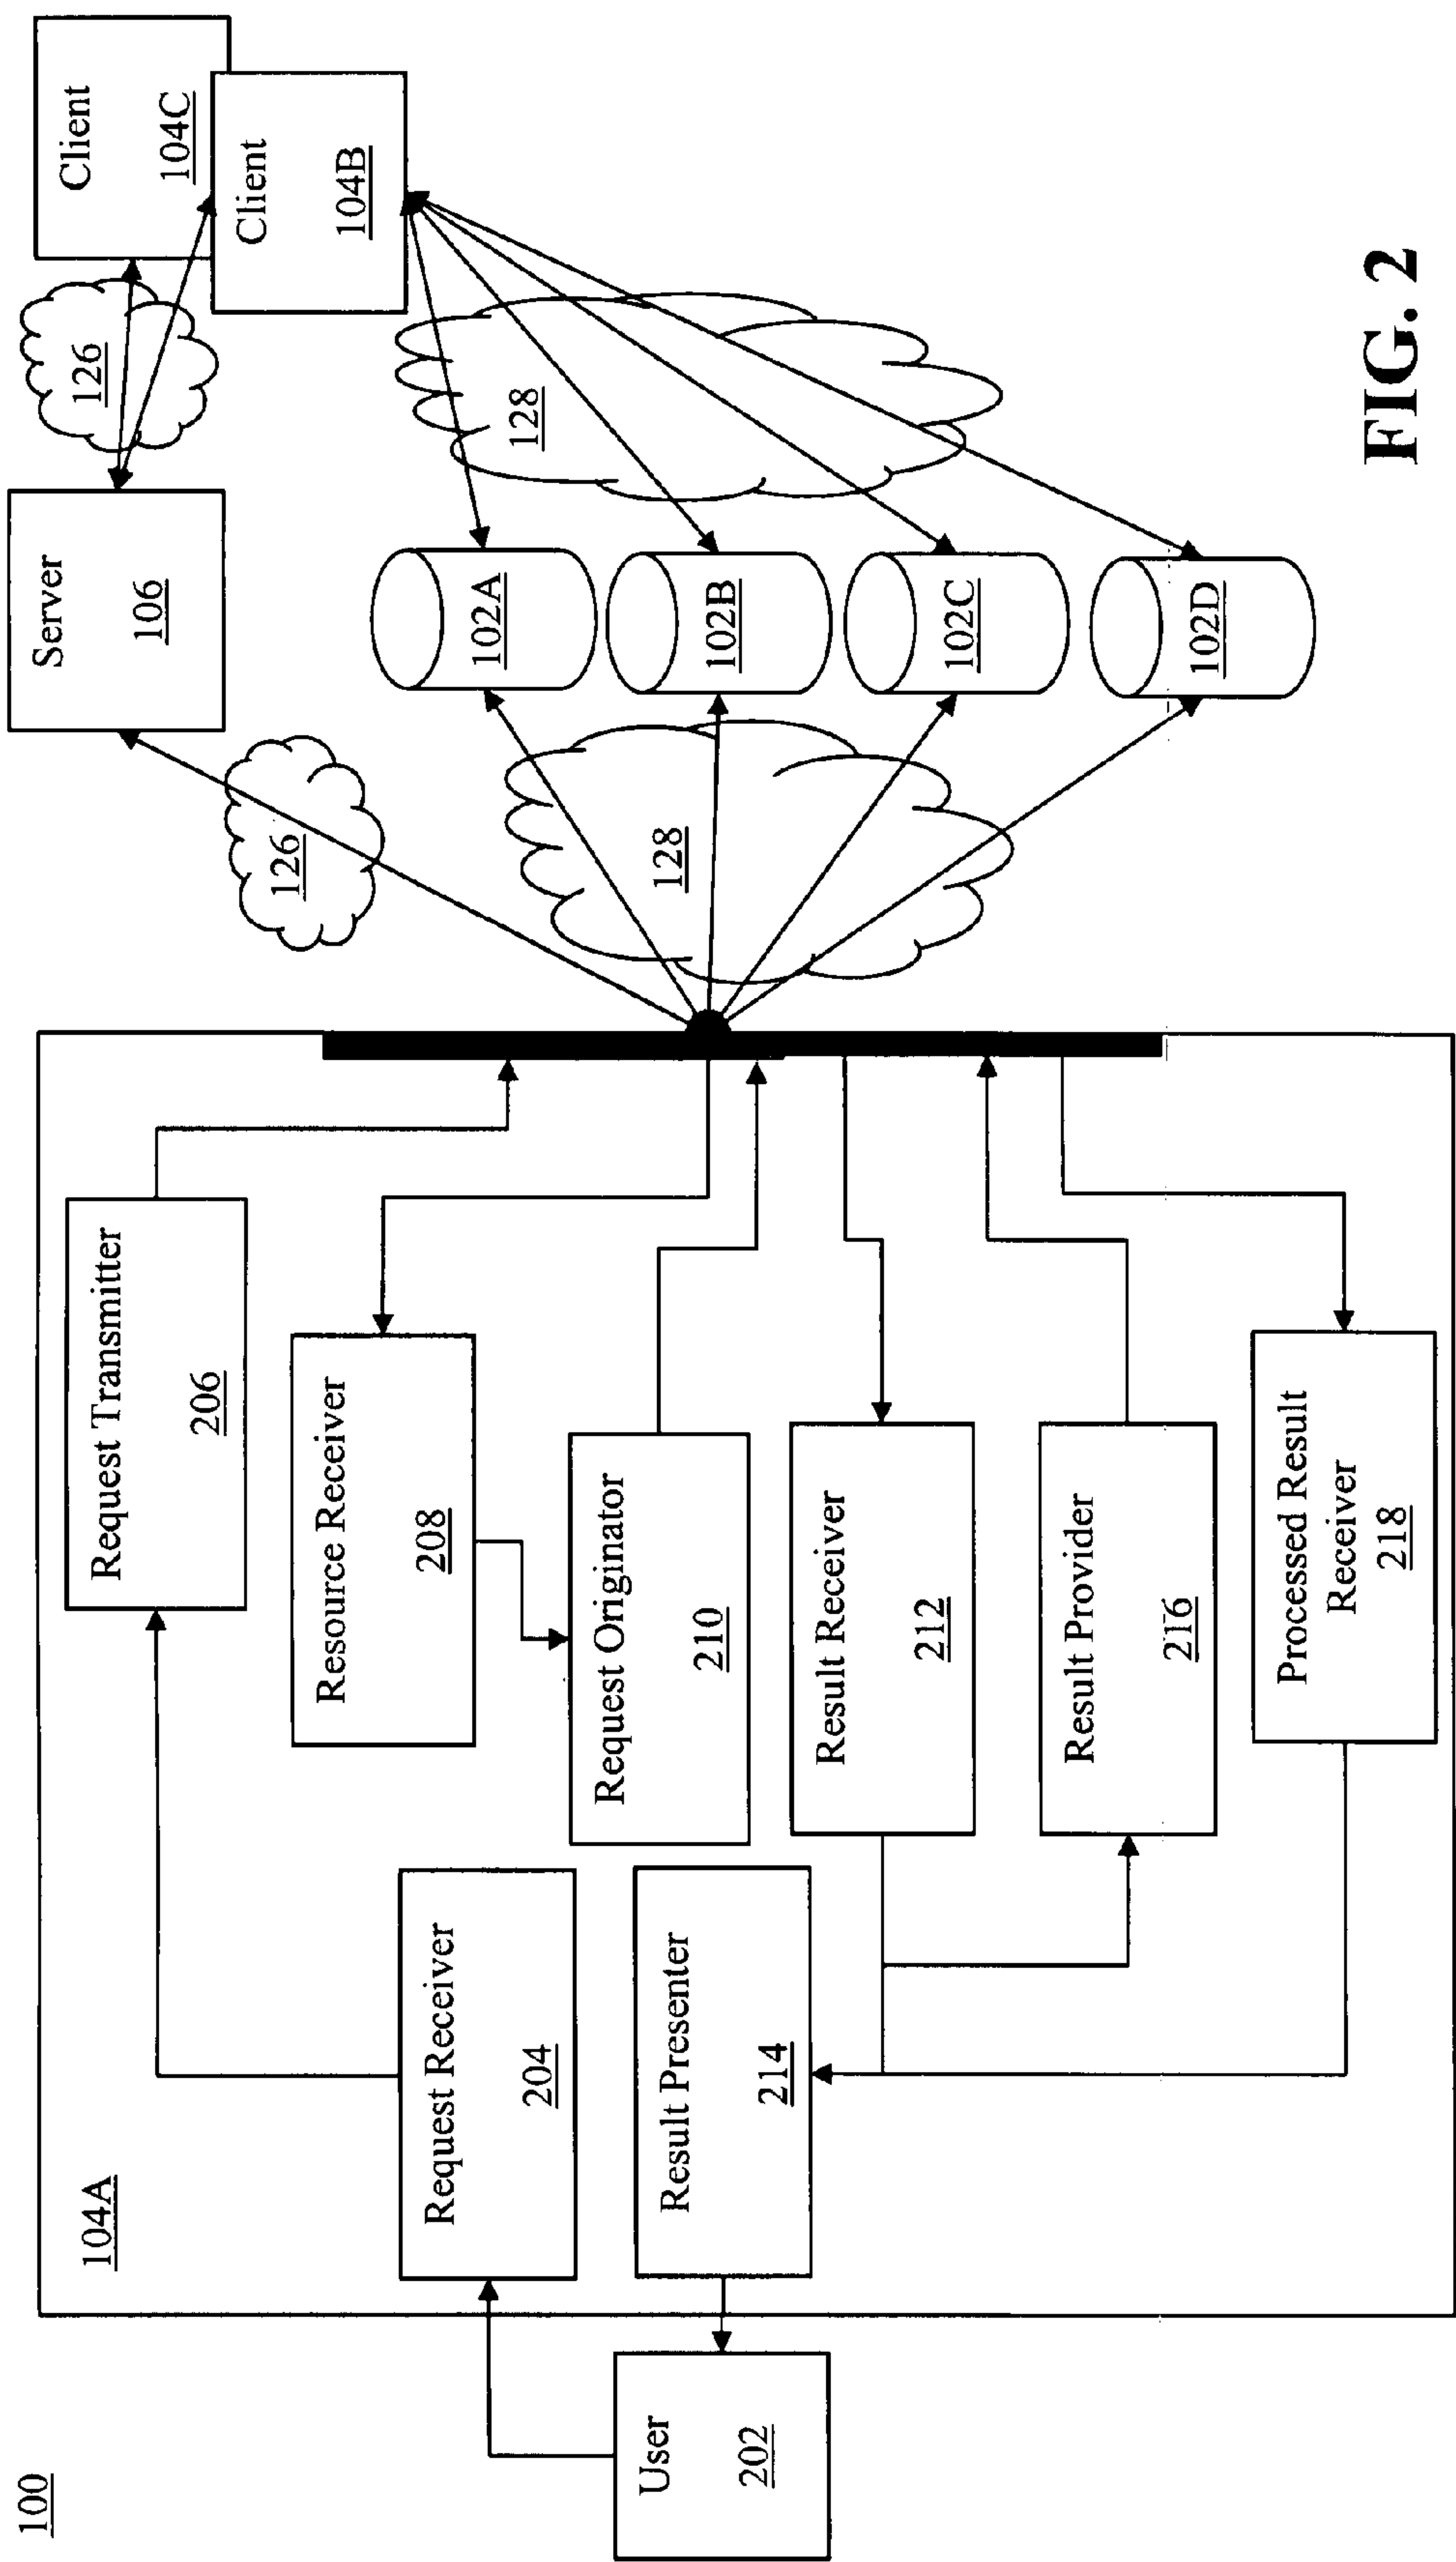 100
User
202
104A
Request Receiver
204
Result Presenter
214
Request Transmitter
206
Resource Receiver
208
Request Originator
210
Result Receiver
212
Result Provider
216
Processed Result
Receiver
218
126
128
Server
106
102A
102B
102C
102D
126
128
Client
104C
Client
104B
FIG. 2